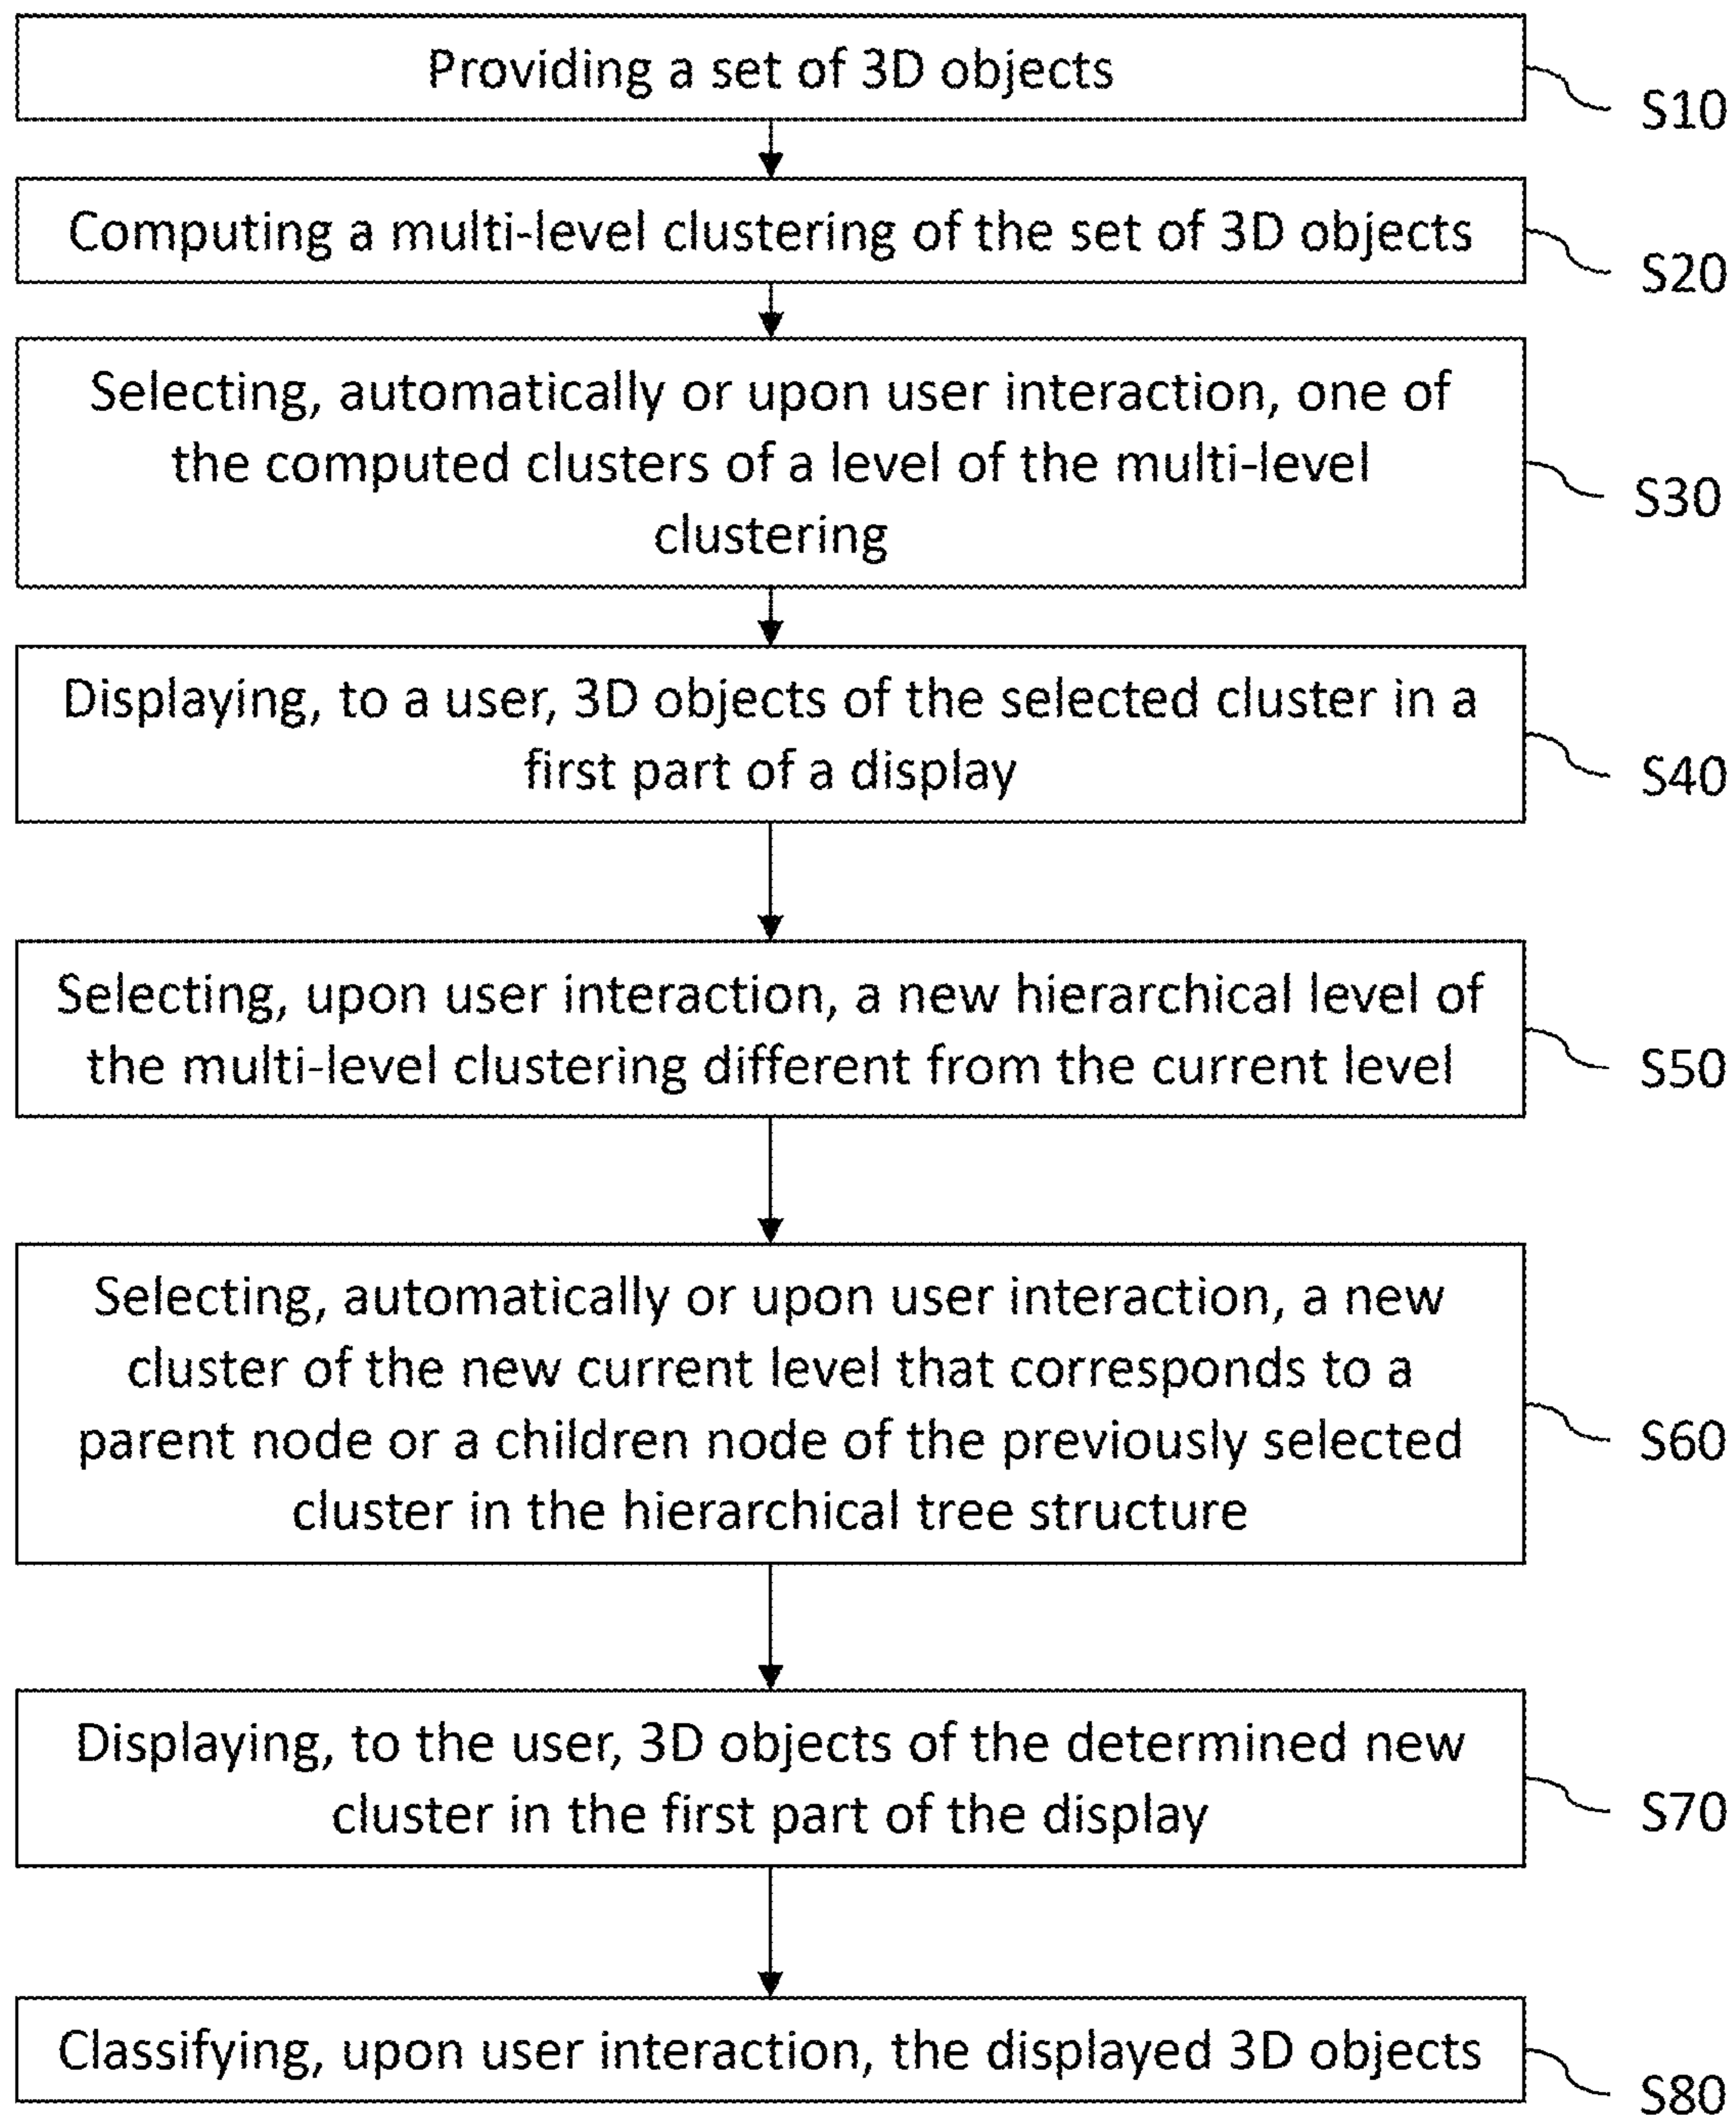 Providing a set of 3D objects
S10
Computing a multi-level clustering of the set of 3D objects
S20
Selecting, automatically or upon user interaction, one of
the computed clusters of a level of the multi-level
clustering
S30
Displaying, to a user, 3D objects of the selected cluster in a
first part of a display
S40
Selecting, upon user interaction, a new hierarchical level of
the multi-level clustering different from the current level
S50
Selecting, automatically or upon user interaction, a new
cluster of the new current level that corresponds to a
parent node or a children node of the previously selected
cluster in the hierarchical tree structure
S60
Displaying, to the user, 3D objects of the determined new
cluster in the first part of the display
S70
Classifying, upon user interaction, the displayed 3D objects
S80